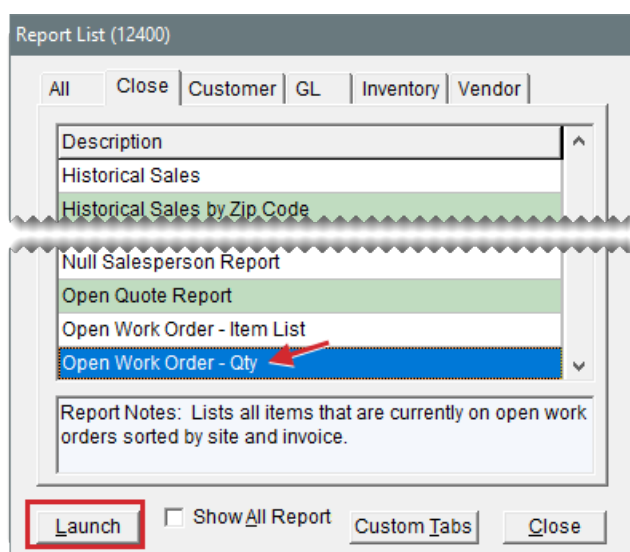 Report List (12400)
All Close Customer GL Inventory Vendor
Description
Historical Sales
Historical Sales by Zip Code
Null Salesperson Report
Open Quote Report
Open Work Order - Item List
Open Work Order - Qty
Report Notes: Lists all items that are currently on open work
orders sorted by site and invoice.
Launch Show All Report Custom Tabs Close